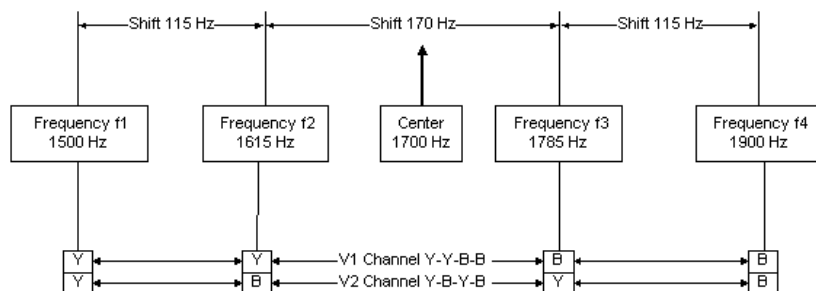 Shift 115 Hz Shift 170 Hz Shift 115 Hz
Frequency f1 Frequency f2 Center Frequency f3 Frequency f4
1500 Hz 1615 Hz 1700 Hz 1785 Hz 1900 Hz
Y Y V1 Channel Y-Y-B-B B B
Y B V2 Channel Y-B-Y-B Y B